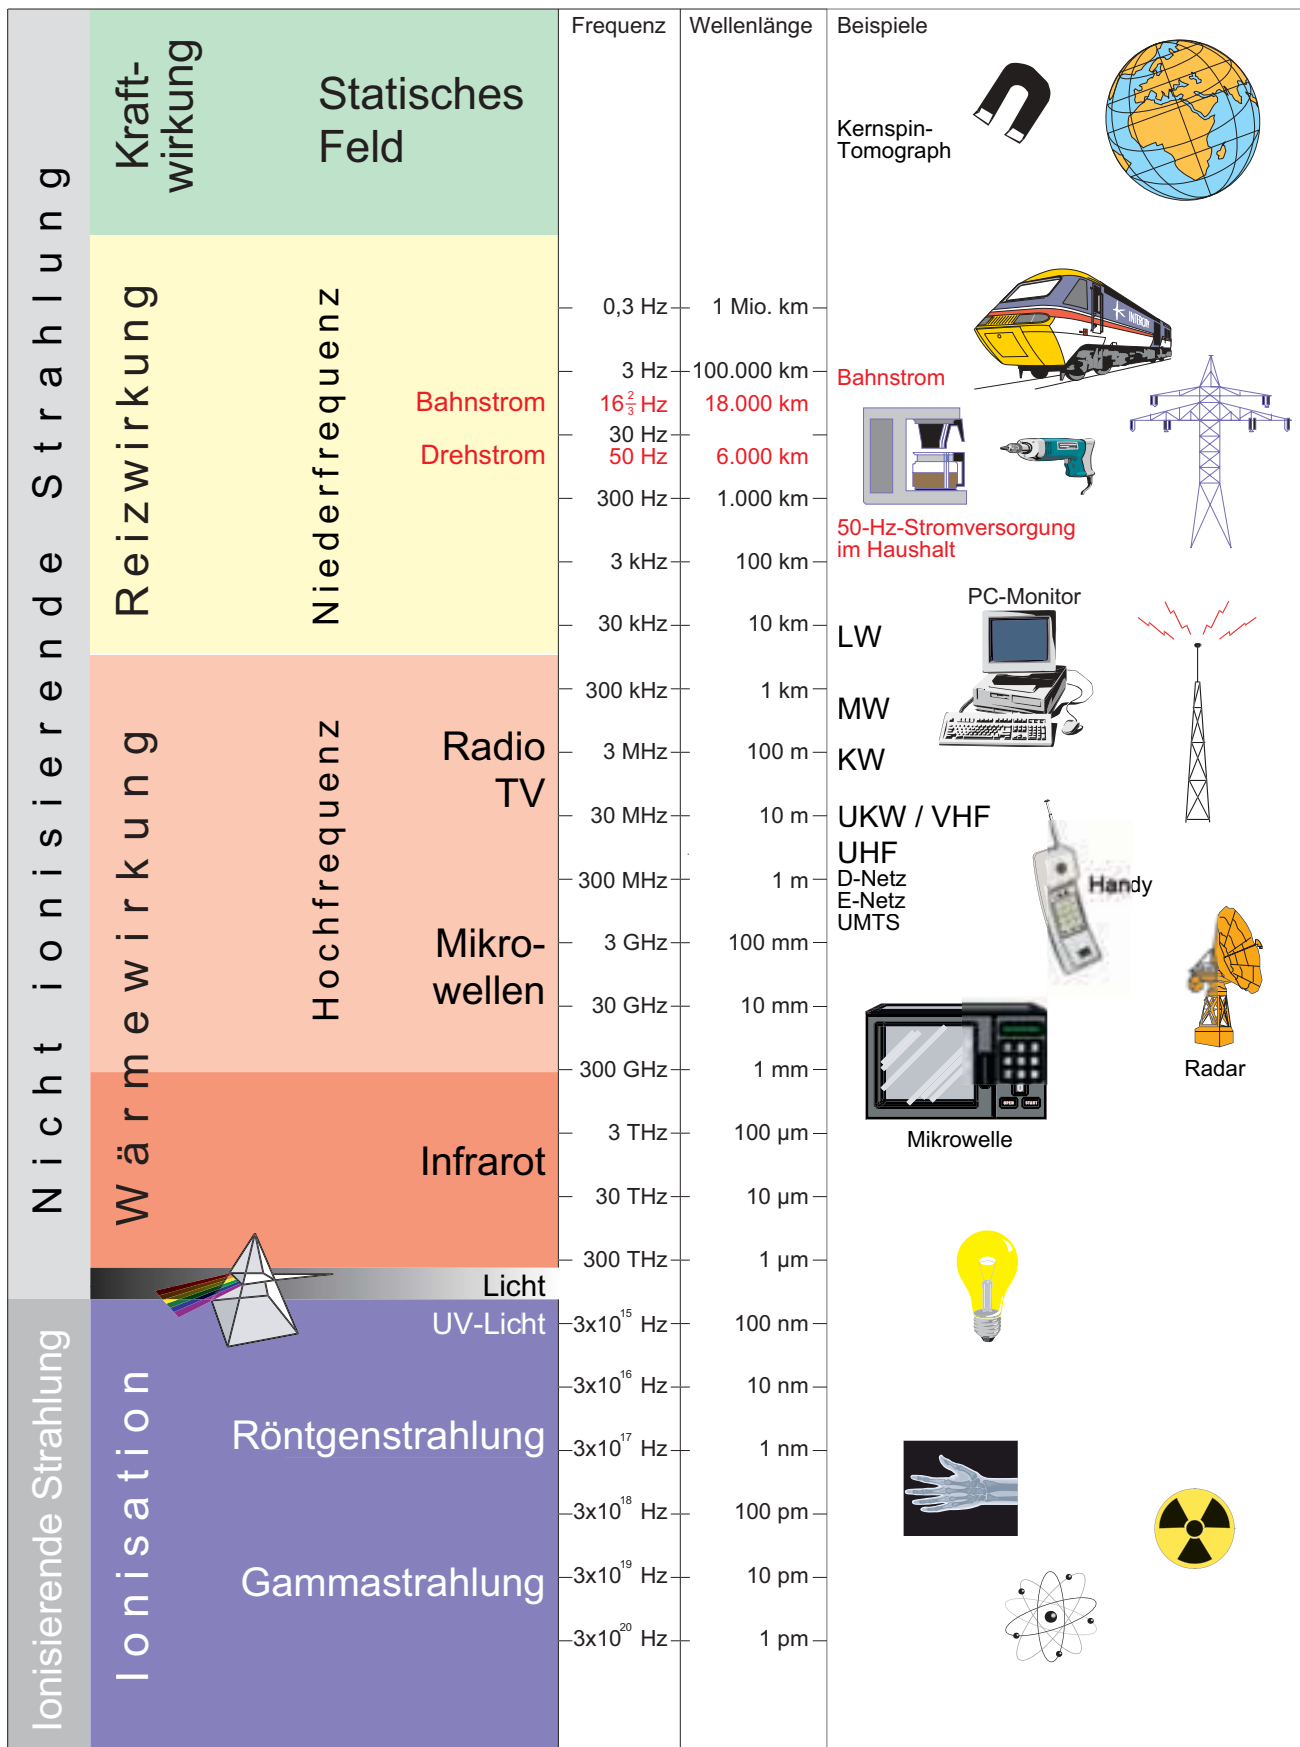 Frequenz
Wellenlänge
Beispiele
Nicht ionisierende Strahlung
Kraft-
wirkung
Statisches
Feld
Kernspin-
Tomograph
Reizwirkung
Niederfrequenz
0,3 Hz
1 Mio. km
INTERCITY
3 Hz
100.000 km
Bahnstrom
Bahnstrom
16 2/3 Hz
18.000 km
30 Hz
Drehstrom
50 Hz
6.000 km
300 Hz
1.000 km
50-Hz-Stromversorgung
im Haushalt
3 kHz
100 km
PC-Monitor
30 kHz
10 km
LW
Wärmewirkung
Hochfrequenz
300 kHz
1 km
MW
Radio
TV
3 MHz
100 m
KW
30 MHz
10 m
UKW / VHF
UHF
300 MHz
1 m
D-Netz
E-Netz
UMTS
Handy
Mikro-
wellen
3 GHz
100 mm
30 GHz
10 mm
300 GHz
1 mm
Radar
OPEN
START
Mikrowelle
3 THz
100 µm
Infrarot
30 THz
10 µm
300 THz
1 µm
Licht
Ionisierende Strahlung
Ionisation
UV-Licht
3x10¹⁵ Hz
100 nm
3x10¹⁶ Hz
10 nm
Röntgenstrahlung
3x10¹⁷ Hz
1 nm
3x10¹⁸ Hz
100 pm
Gammastrahlung
3x10¹⁹ Hz
10 pm
3x10²⁰ Hz
1 pm